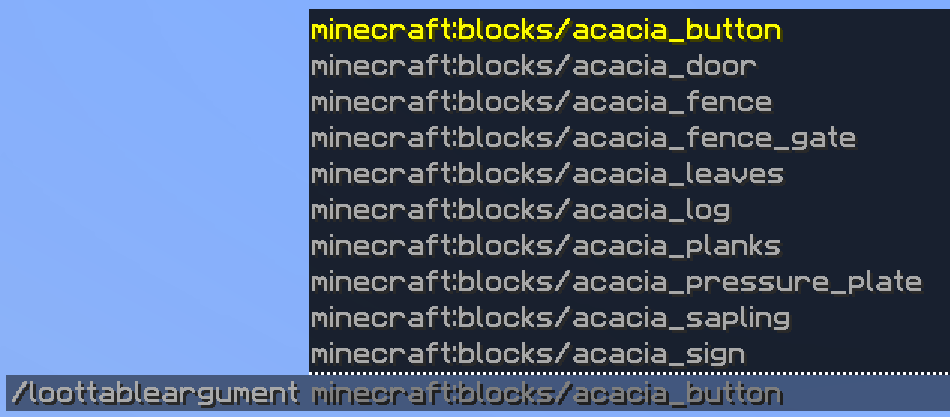 minecraft:blocks/acacia_button
minecraft:blocks/acacia_door
minecraft:blocks/acacia_fence
minecraft:blocks/acacia_fence_gate
minecraft:blocks/acacia_leaves
minecraft:blocks/acacia_log
minecraft:blocks/acacia_planks
minecraft:blocks/acacia_pressure_plate
minecraft:blocks/acacia_sapling
minecraft:blocks/acacia_sign
/loottableargument minecraft:blocks/acacia_button